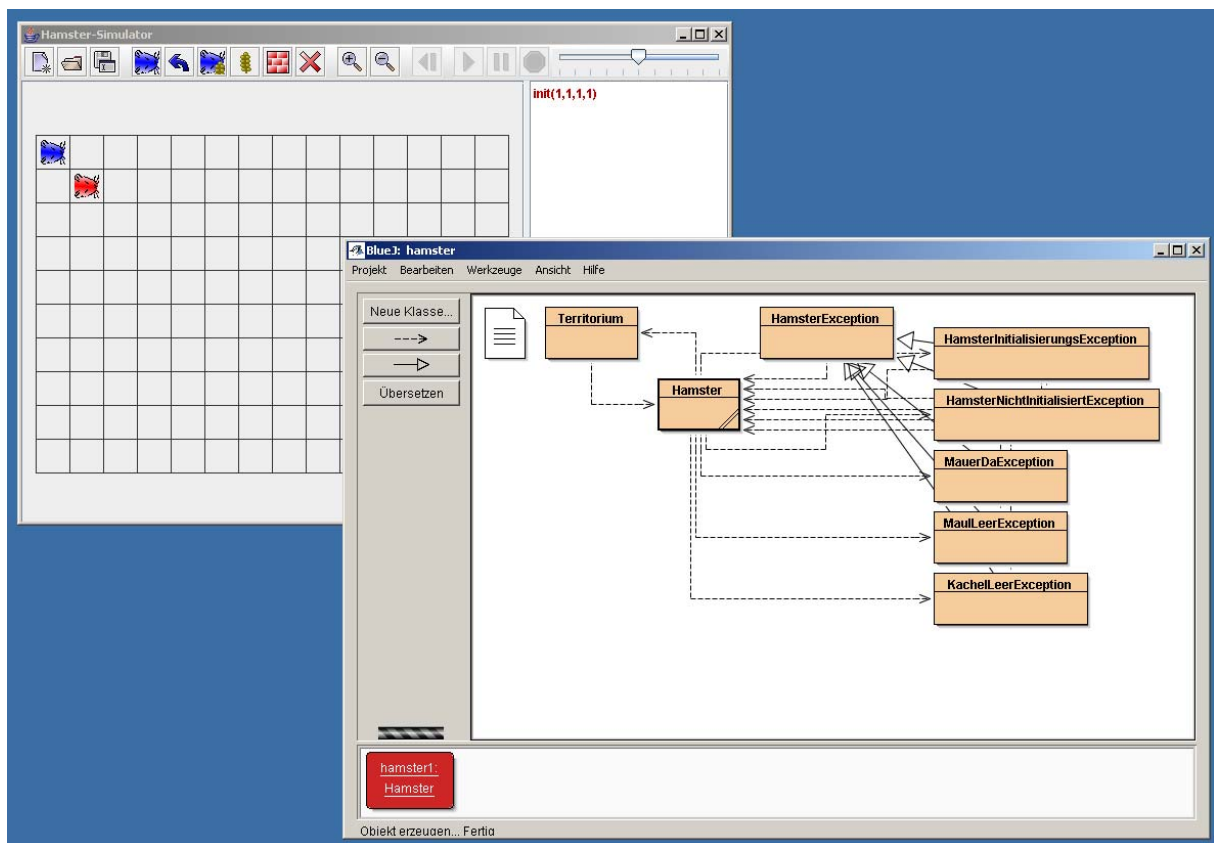 Hamster-Simulator
init(1,1,1,1)
BlueJ: hamster
Projekt Bearbeiten Werkzeuge Ansicht Hilfe
Neue Klasse...
Übersetzen
Territorium
HamsterException
HamsterInitialisierungsException
Hamster
HamsterNichtInitialisiertException
MauerDaException
MaulLeerException
KachelLeerException
hamster1:
Hamster
Objekt erzeugen... Fertig